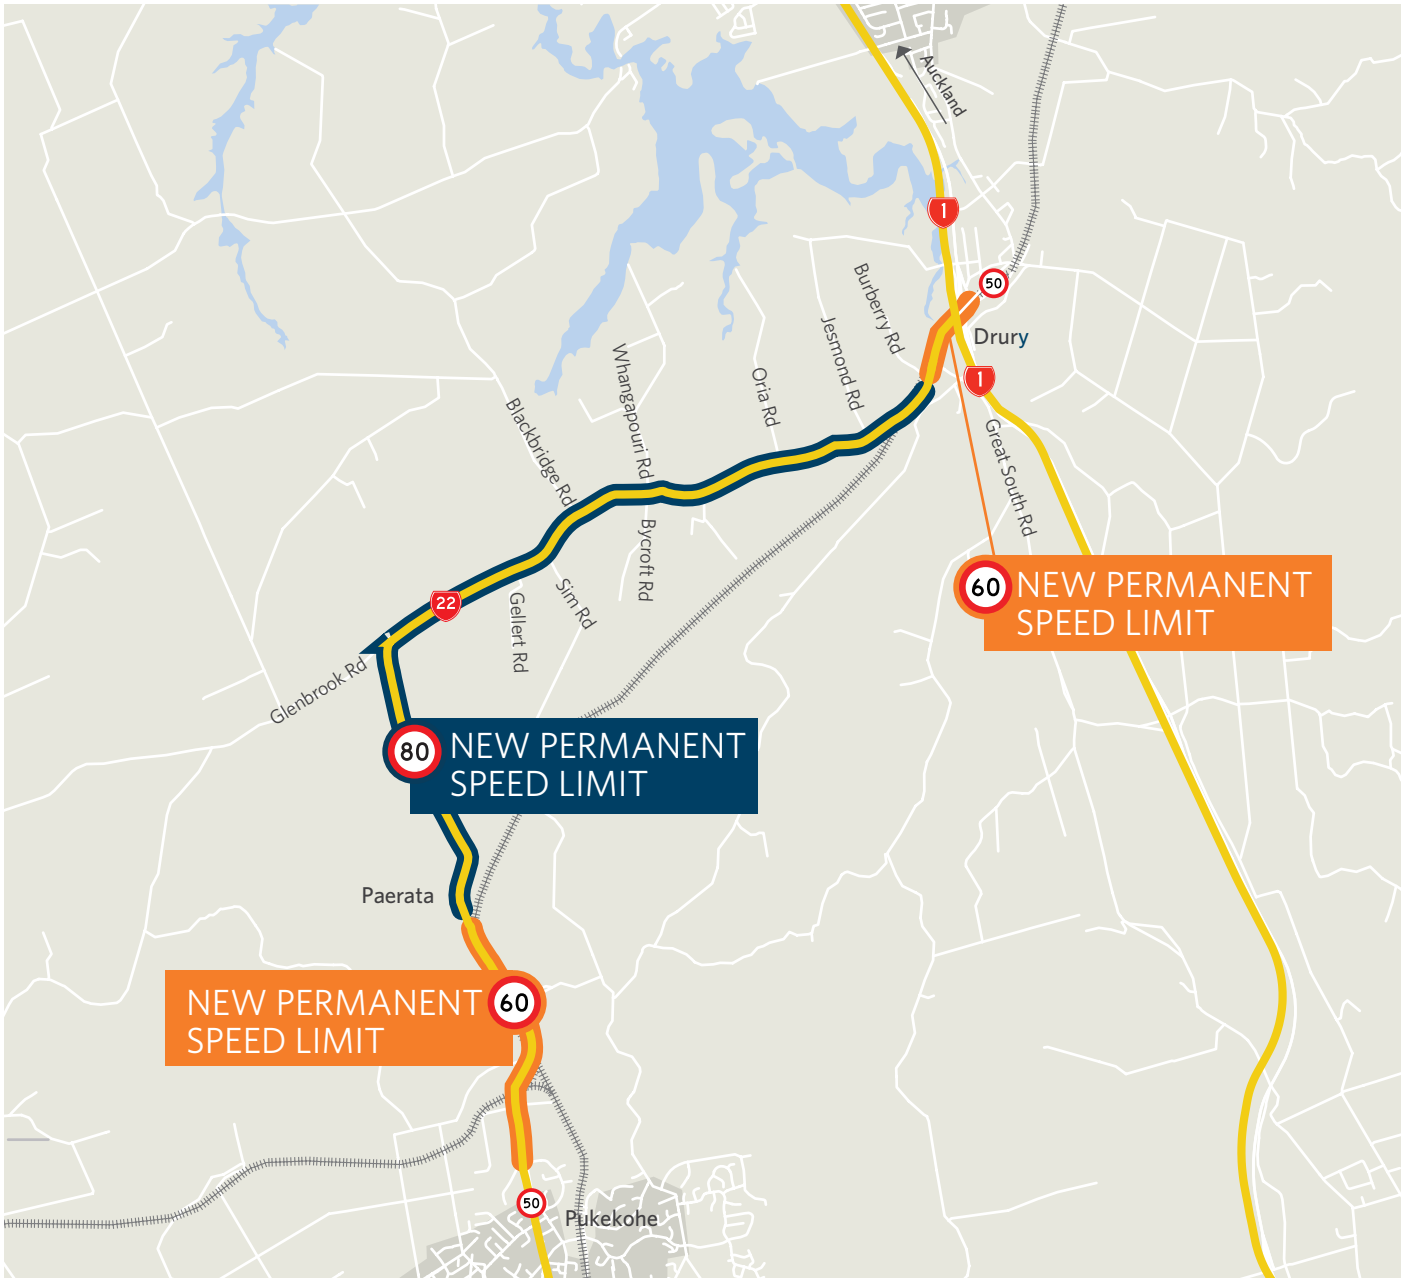 Auckland
1
50
Drury
Burberry Rd
Jesmond Rd
Oria Rd
Whangapouri Rd
Blackbridge Rd
1
Great South Rd
Bycroft Rd
Sim Rd
Gellert Rd
22
Glenbrook Rd
60
NEW PERMANENT
SPEED LIMIT
80
NEW PERMANENT
SPEED LIMIT
Paerata
NEW PERMANENT
SPEED LIMIT
60
50
Pukekohe